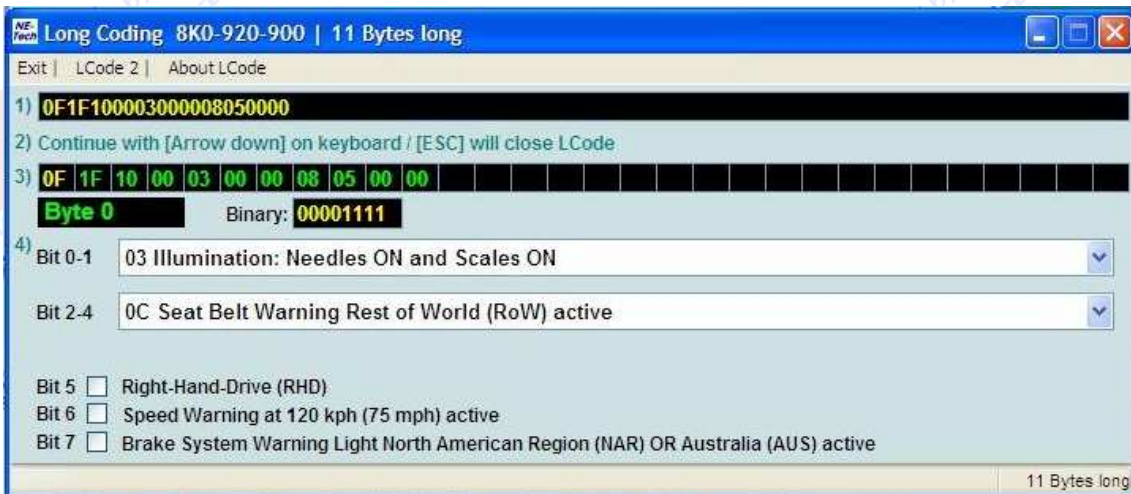 NE-Tech Long Coding 8K0-920-900 | 11 Bytes long
Exit | LCode 2 | About LCode
1) 0F1F100003000008050000
2) Continue with [Arrow down] on keyboard / [ESC] will close LCode
3) 0F 1F 10 00 03 00 00 08 05 00 00
Byte 0 Binary: 00001111
4)
Bit 0-1 03 Illumination: Needles ON and Scales ON
Bit 2-4 0C Seat Belt Warning Rest of World (RoW) active
Bit 5 Right-Hand-Drive (RHD)
Bit 6 Speed Warning at 120 kph (75 mph) active
Bit 7 Brake System Warning Light North American Region (NAR) OR Australia (AUS) active
11 Bytes long